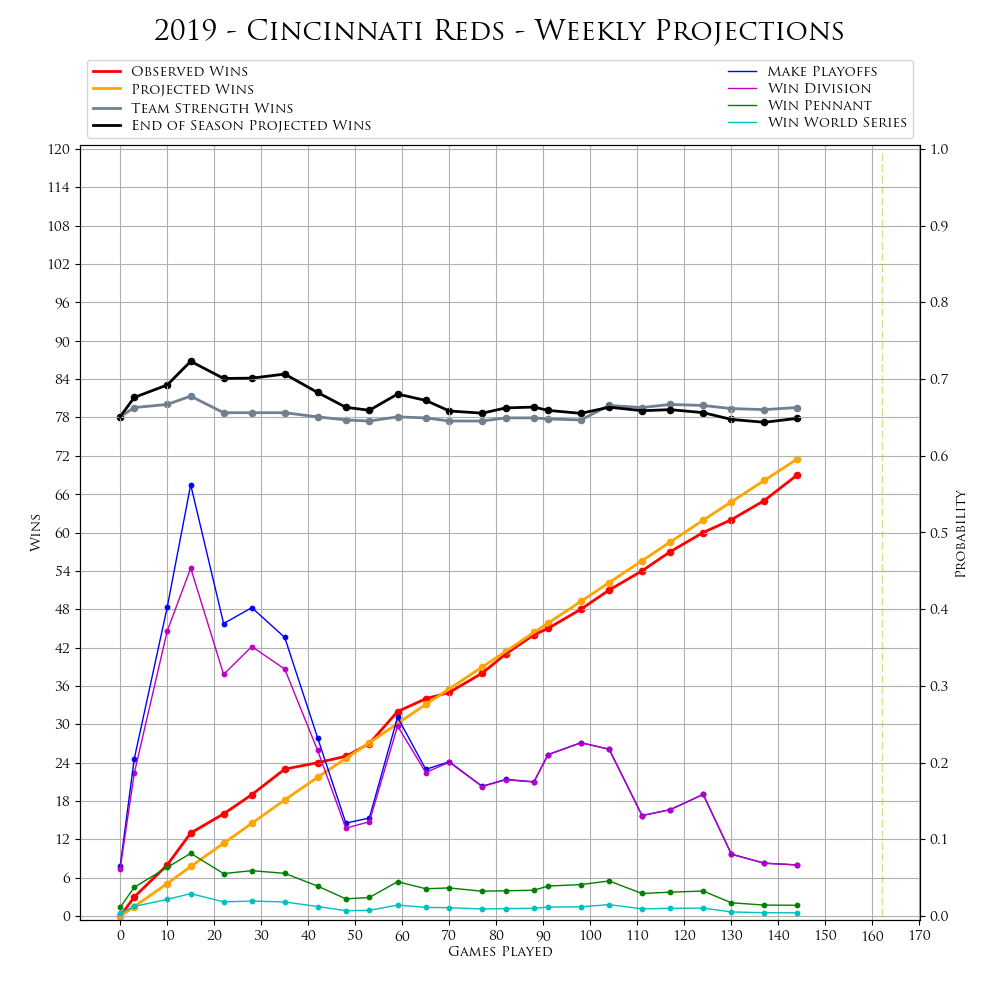 2019 - Cincinnati Reds - Weekly Projections
Observed Wins
Projected Wins
Team Strength Wins
End of Season Projected Wins
Make Playoffs
Win Division
Win Pennant
Win World Series
120
114
108
102
96
90
84
78
72
66
60
54
48
42
36
30
24
18
12
6
0
Wins
1.0
0.9
0.8
0.7
0.6
0.5
0.4
0.3
0.2
0.1
0.0
Probability
0 10 20 30 40 50 60 70 80 90 100 110 120 130 140 150 160 170
Games Played